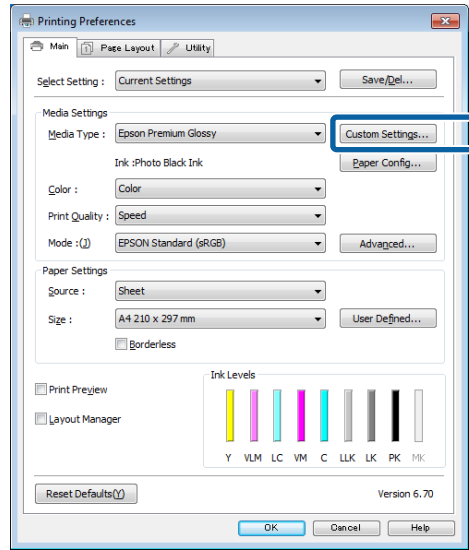 Printing Preferences
Main Page Layout Utility
Select Setting : Current Settings Save/Del...
Media Settings
Media Type : Epson Premium Glossy Custom Settings...
Ink :Photo Black Ink Paper Config...
Color : Color
Print Quality : Speed
Mode :(J) EPSON Standard (sRGB) Advanced...
Paper Settings
Source : Sheet
Size : A4 210 x 297 mm User Defined...
Borderless
Ink Levels
Print Preview
Layout Manager
Y VLM LC VM C LLK LK PK MK
Reset Defaults(Y) Version 6.70
OK Cancel Help